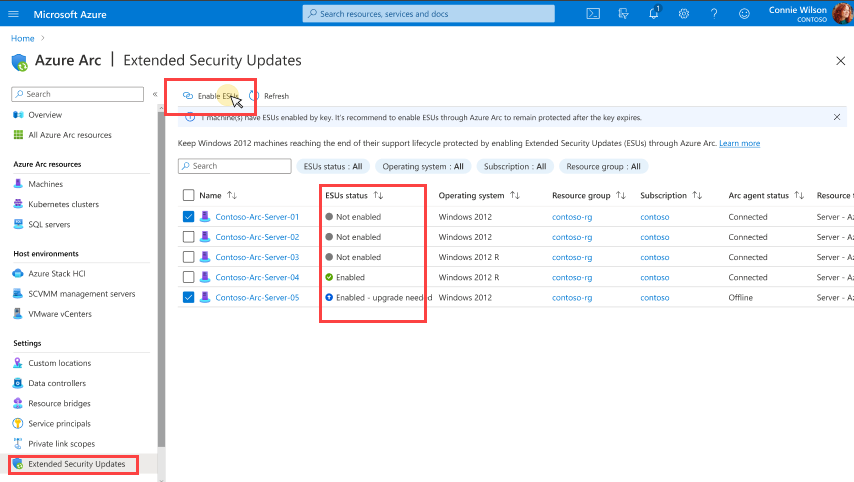 Microsoft Azure
Search resources, services and docs
1
Connie Wilson
CONTOSO
Home
Azure Arc | Extended Security Updates
Search
«
Enable ESUs
Refresh
1 machine(s) have ESUs enabled by key. It's recommend to enable ESUs through Azure Arc to remain protected after the key expires.
Keep Windows 2012 machines reaching the end of their support lifecycle protected by enabling Extended Security Updates (ESUs) through Azure Arc. Learn more
Search
ESUs status : All
Operating system : All
Subscription : All
Resource group : All
Name ESUs status Operating system Resource group Subscription Arc agent status Resource
Contoso-Arc-Server-01 Not enabled Windows 2012 contoso-rg contoso Connected Server - Az
Contoso-Arc-Server-02 Not enabled Windows 2012 contoso-rg contoso Connected Server - Az
Contoso-Arc-Server-03 Not enabled Windows 2012 R contoso-rg contoso Connected Server - Az
Contoso-Arc-Server-04 Enabled Windows 2012 R contoso-rg contoso Connected Server - Az
Contoso-Arc-Server-05 Enabled - upgrade needed Windows 2012 contoso-rg contoso Offline Server - Az
Overview
All Azure Arc resources
Azure Arc resources
Machines
Kubernetes clusters
SQL servers
Host environments
Azure Stack HCI
SCVMM management servers
VMware vCenters
Settings
Custom locations
Data controllers
Resource bridges
Service principals
Private link scopes
Extended Security Updates